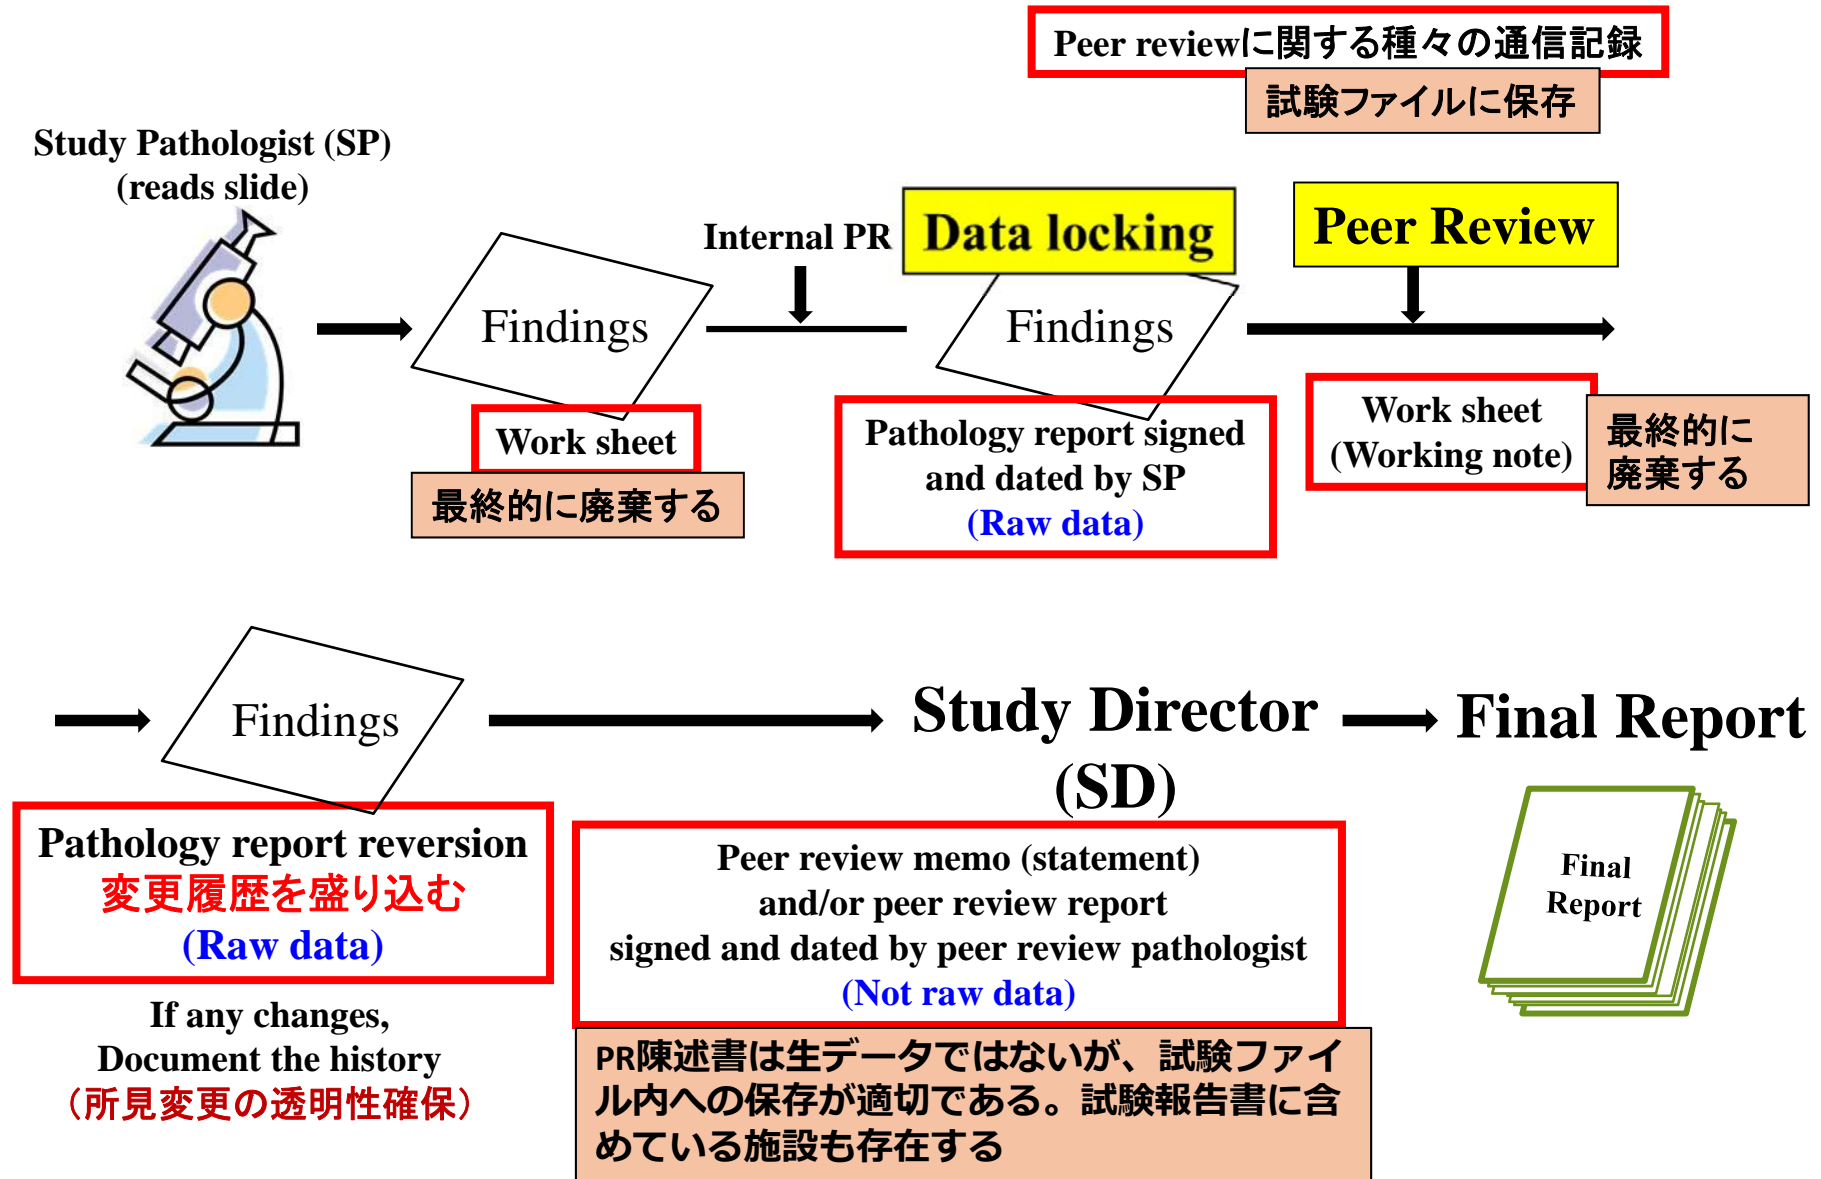 Peer reviewに関する種々の通信記録
試験ファイルに保存
Study Pathologist (SP)
(reads slide)
Internal PR
Data locking
Peer Review
Findings
Findings
Work sheet
最終的に廃棄する
Pathology report signed
and dated by SP
(Raw data)
Work sheet
(Working note)
最終的に
廃棄する
Findings
Study Director
(SD)
Final Report
Pathology report reversion
変更履歴を盛り込む
(Raw data)
If any changes,
Document the history
（所見変更の透明性確保）
Peer review memo (statement)
and/or peer review report
signed and dated by peer review pathologist
(Not raw data)
PR陳述書は生データではないが、試験ファイ
ル内への保存が適切である。試験報告書に含
めている施設も存在する
Final
Report